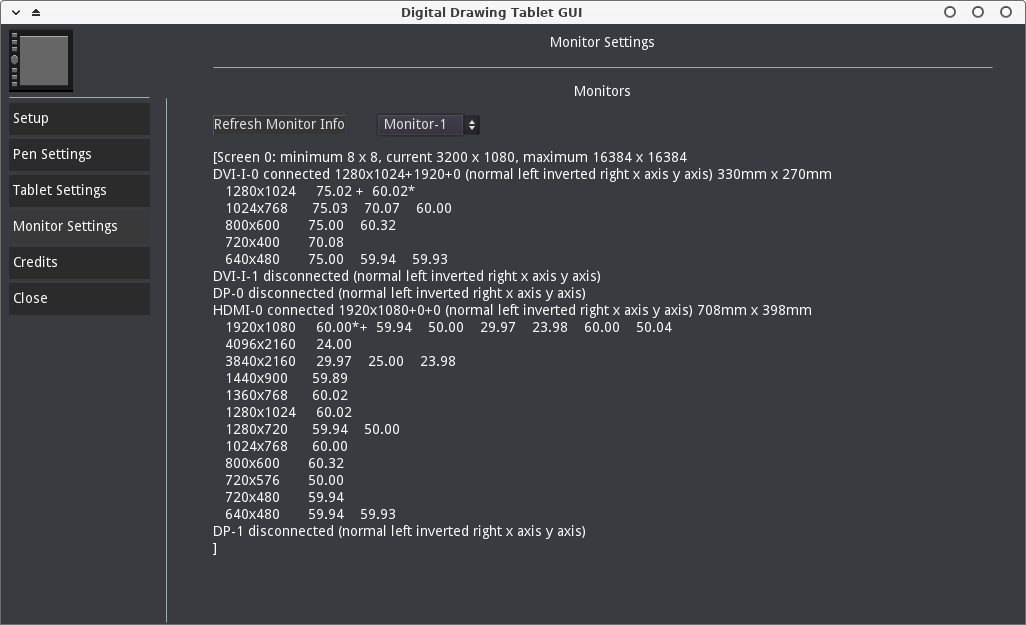 Digital Drawing Tablet GUI
Monitor Settings
Setup
Pen Settings
Tablet Settings
Monitor Settings
Credits
Close
Monitors
Refresh Monitor Info Monitor-1
[Screen 0: minimum 8 x 8, current 3200 x 1080, maximum 16384 x 16384
DVI-I-0 connected 1280x1024+1920+0 (normal left inverted right x axis y axis) 330mm x 270mm
1280x1024 75.02 + 60.02*
1024x768 75.03 70.07 60.00
800x600 75.00 60.32
720x400 70.08
640x480 75.00 59.94 59.93
DVI-I-1 disconnected (normal left inverted right x axis y axis)
DP-0 disconnected (normal left inverted right x axis y axis)
HDMI-0 connected 1920x1080+0+0 (normal left inverted right x axis y axis) 708mm x 398mm
1920x1080 60.00*+ 59.94 50.00 29.97 23.98 60.00 50.04
4096x2160 24.00
3840x2160 29.97 25.00 23.98
1440x900 59.89
1360x768 60.02
1280x1024 60.02
1280x720 59.94 50.00
1024x768 60.00
800x600 60.32
720x576 50.00
720x480 59.94
640x480 59.94 59.93
DP-1 disconnected (normal left inverted right x axis y axis)
]